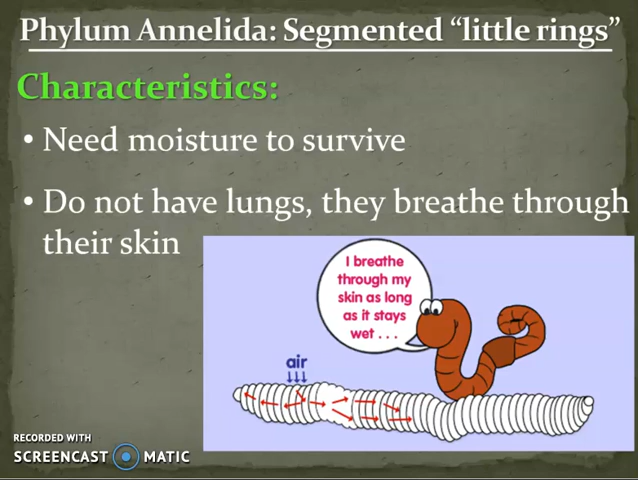 Phylum Annelida: Segmented “little rings”
Characteristics:
• Need moisture to survive
• Do not have lungs, they breathe through
their skin
I breathe
through my
skin as long
as it stays
wet . . .
air
RECORDED WITH
SCREENCAST MATIC